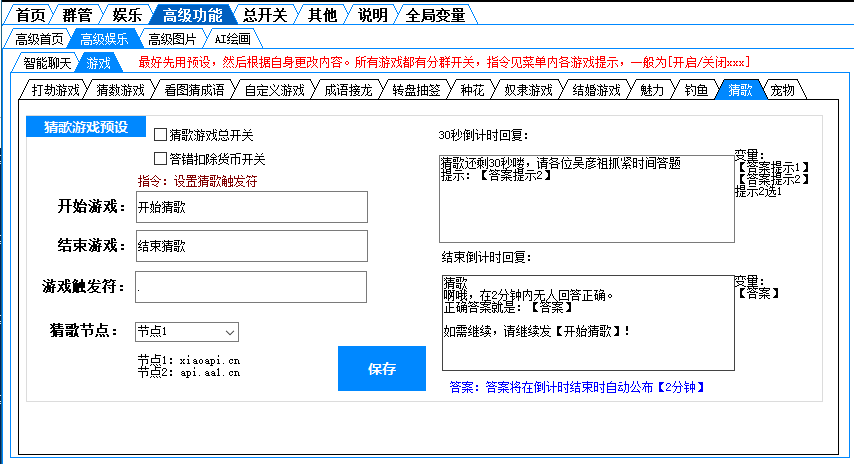 首页 群管 娱乐 高级功能 总开关 其他 说明 全局变量
高级首页 高级娱乐 高级图片 AI绘画
智能聊天 游戏 最好先用预设，然后根据自身更改内容。所有游戏都有分群开关，指令见菜单内各游戏提示，一般为[开启/关闭xxx]
打劫游戏 猜数游戏 看图猜成语 自定义游戏 成语接龙 转盘抽签 种花 奴隶游戏 结婚游戏 魅力 钓鱼 猜歌 宠物
猜歌游戏预设
猜歌游戏总开关
答错扣除货币开关
指令：设置猜歌触发符
开始游戏：
开始猜歌
结束游戏：
结束猜歌
游戏触发符：
.
猜歌节点：
节点1
节点1：xiaoapi.cn
节点2：api.aa1.cn
保存
30秒倒计时回复：
猜歌还剩30秒喽，请各位吴彦祖抓紧时间答题
提示：【答案提示2】
变量：
【答案提示1】
【答案提示2】
提示2选1
结束倒计时回复：
猜歌
啊哦，在2分钟内无人回答正确。
正确答案就是：【答案】
如需继续，请继续发【开始猜歌】！
变量：
【答案】
答案：答案将在倒计时结束时自动公布【2分钟】